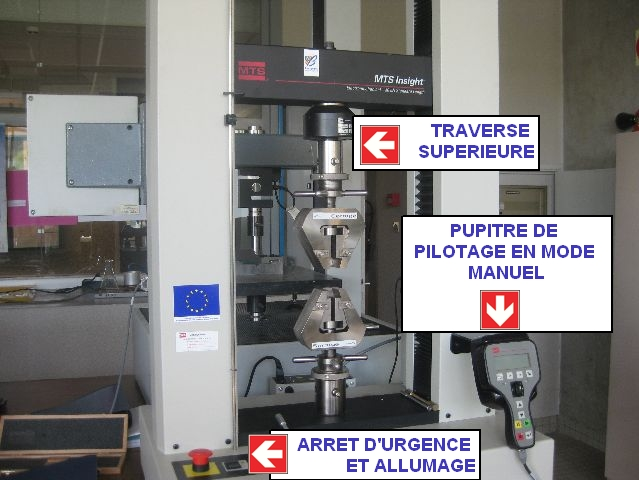 MTS
MTS Insight
TRAVERSE
SUPERIEURE
PUPITRE DE
PILOTAGE EN MODE
MANUEL
ARRET D'URGENCE
ET ALLUMAGE